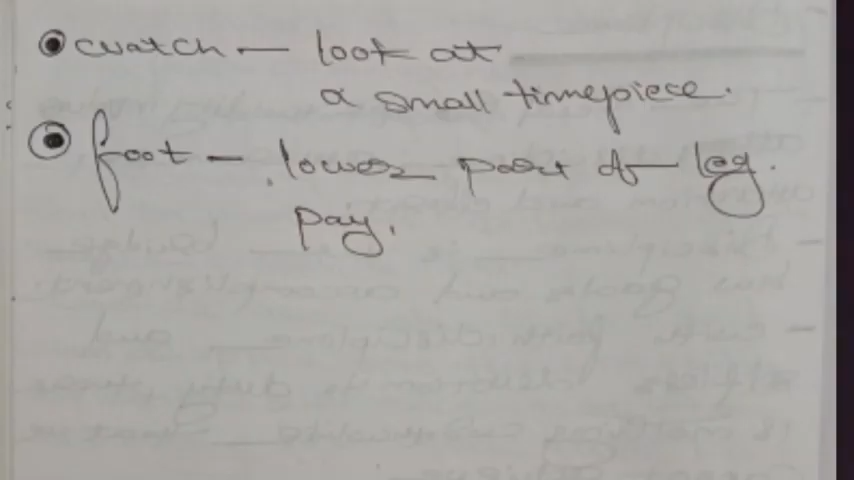 watch — look at
a small timepiece.
foot — lower part of leg.
pay.